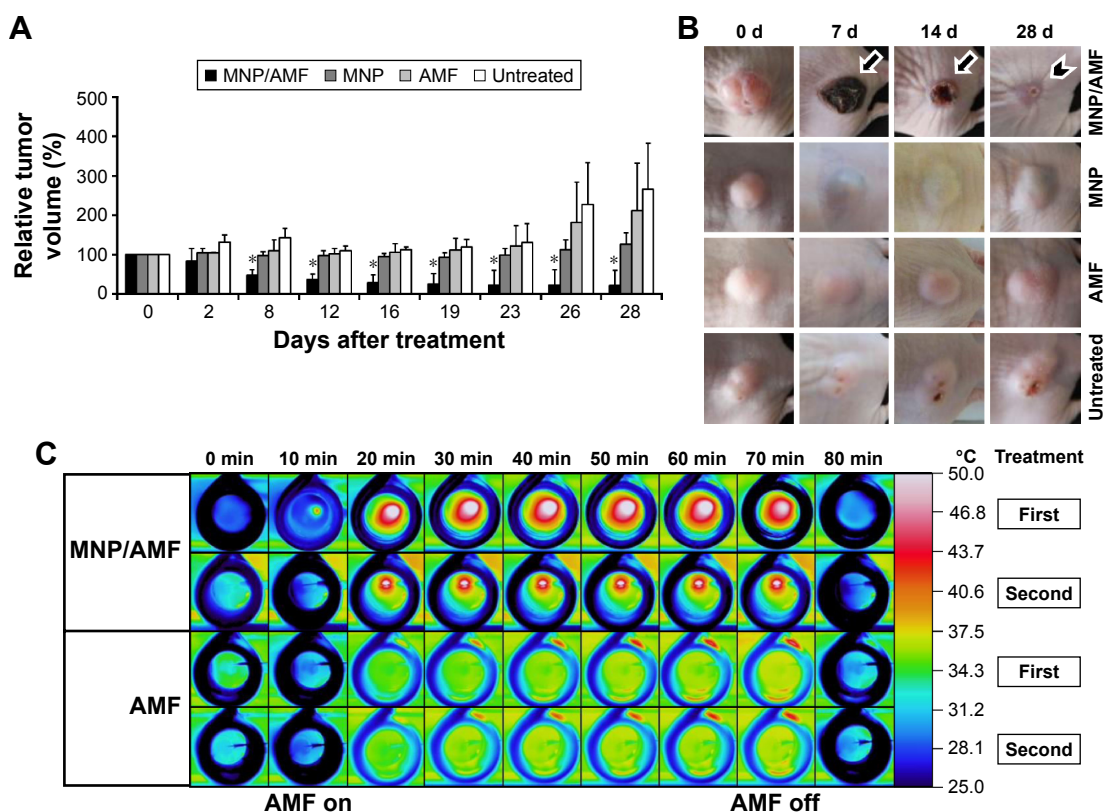 A
MNP/AMF MNP AMF Untreated
500
400
300
200
100
0
Relative tumor
volume (%)
* * * * * * *
0 2 8 12 16 19 23 26 28
Days after treatment
B
0 d 7 d 14 d 28 d
MNP/AMF
MNP
AMF
Untreated
C
0 min 10 min 20 min 30 min 40 min 50 min 60 min 70 min 80 min °C Treatment
MNP/AMF
AMF
50.0
46.8
43.7
40.6
37.5
34.3
31.2
28.1
25.0
First
Second
First
Second
AMF on AMF off